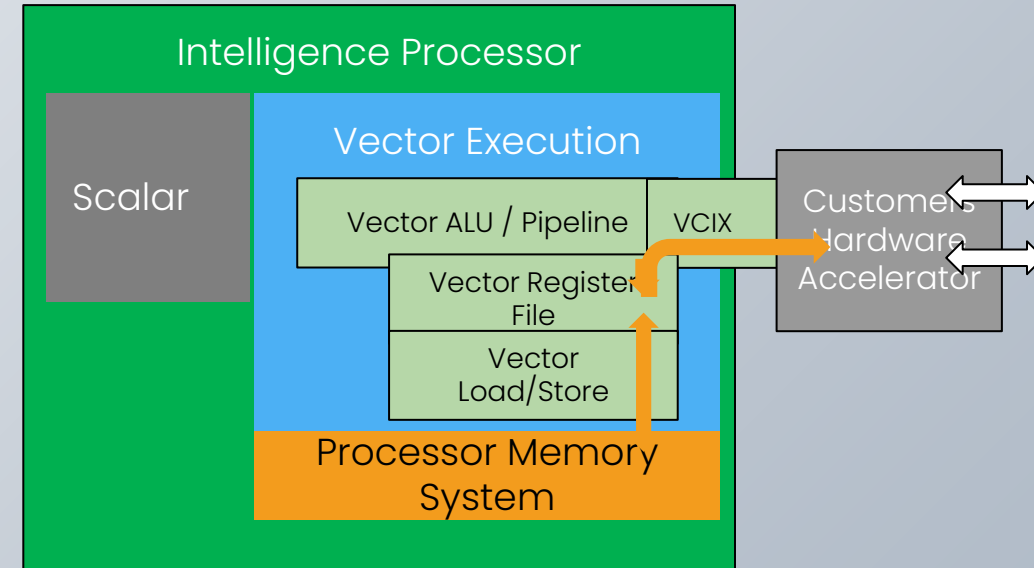 Intelligence Processor
Scalar
Vector Execution
Vector ALU / Pipeline
VCIX
Customers
Hardware
Accelerator
Vector Register
File
Vector
Load/Store
Processor Memory
System